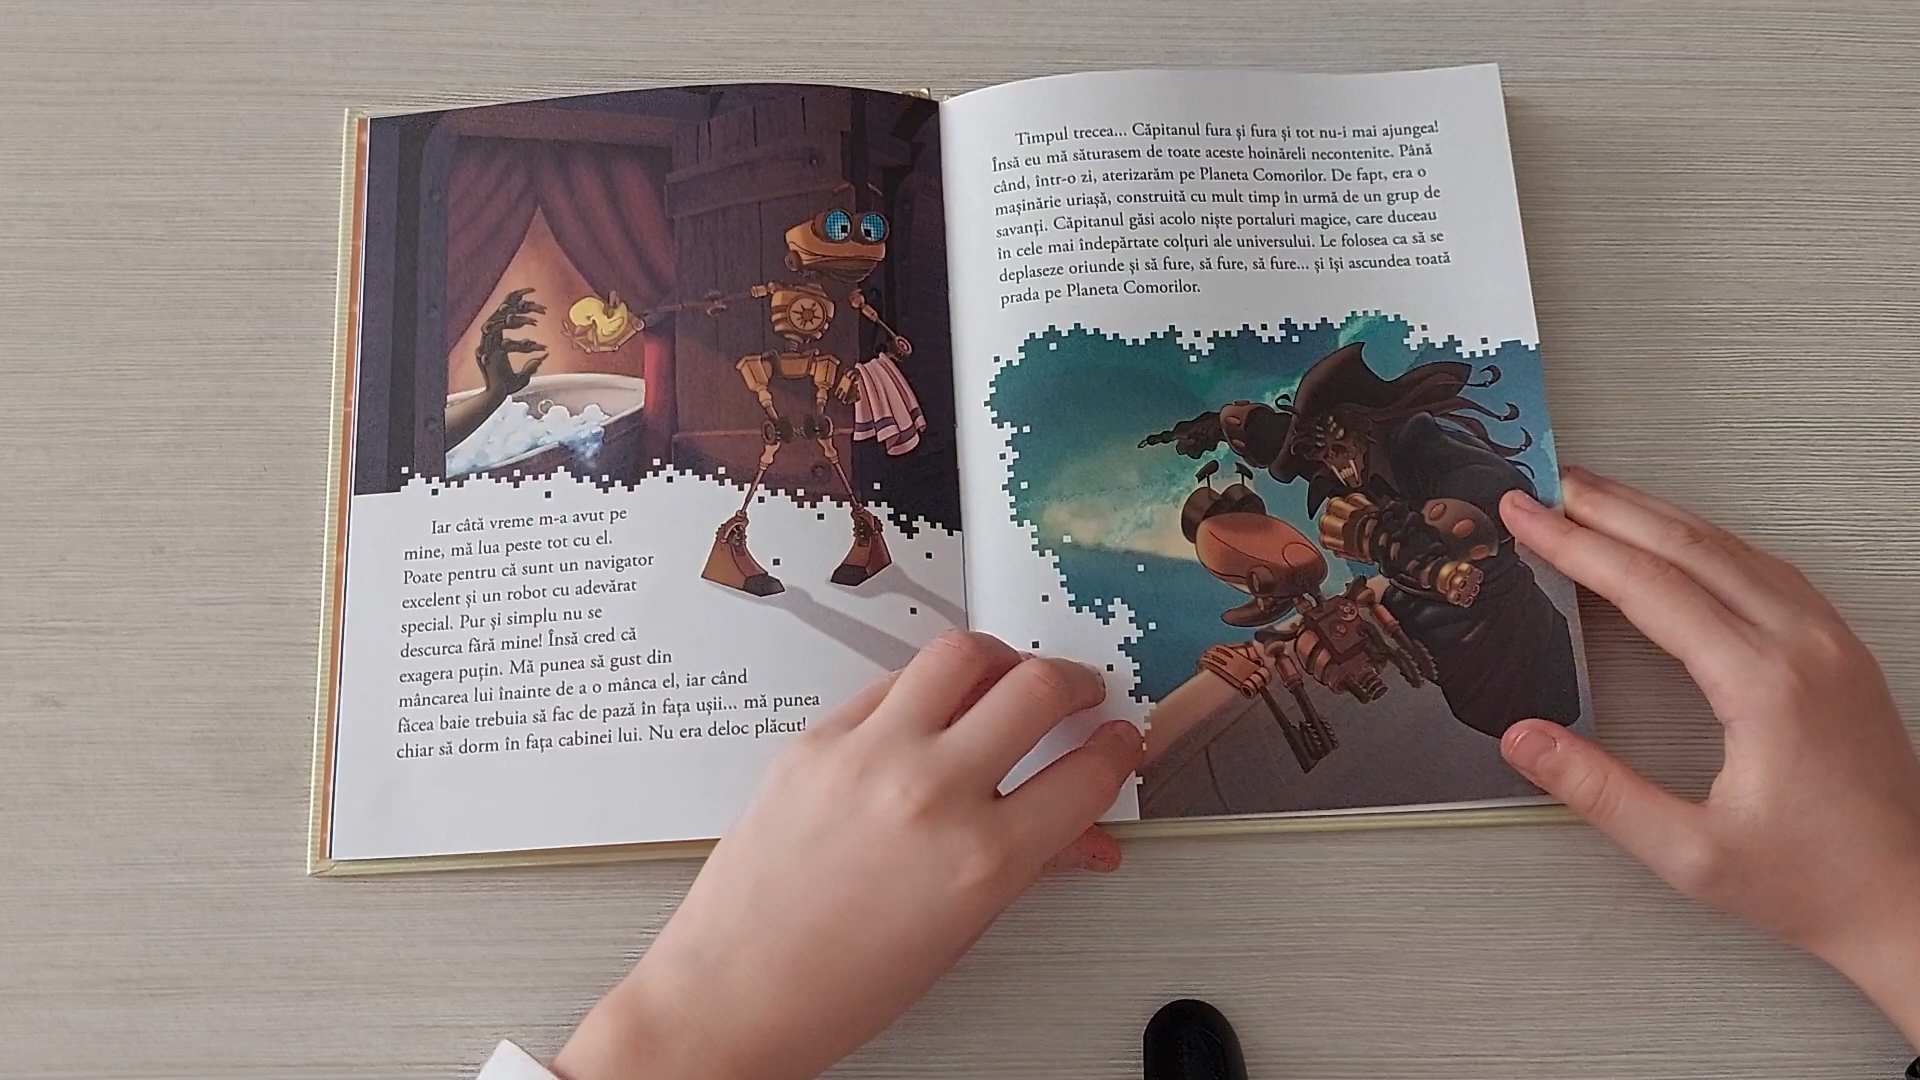 Iar câtă vreme m-a avut pe
mine, mă lua peste tot cu el.
Poate pentru că sunt un navigator
excelent și un robot cu adevărat
special. Pur și simplu nu se
descurca fără mine! Însă cred că
exagera puțin. Mă punea să gust din
mâncarea lui înainte de a o mânca el, iar când
făcea baie trebuia să fac de pază în fața ușii... mă punea
chiar să dorm în fața cabinei lui. Nu era deloc plăcut!
Timpul trecea... Căpitanul fura și fura și tot nu-i mai ajungea!
Însă eu mă săturasem de toate aceste hoinăreli necontenite. Până
când, într-o zi, aterizarăm pe Planeta Comorilor. De fapt, era o
mașinărie uriașă, construită cu mult timp în urmă de un grup de
savanți. Căpitanul găsi acolo niște portaluri magice, care duceau
în cele mai îndepărtate colțuri ale universului. Le folosea ca să se
deplaseze oriunde și să fure, să fure, să fure... și își ascundea toată
prada pe Planeta Comorilor.